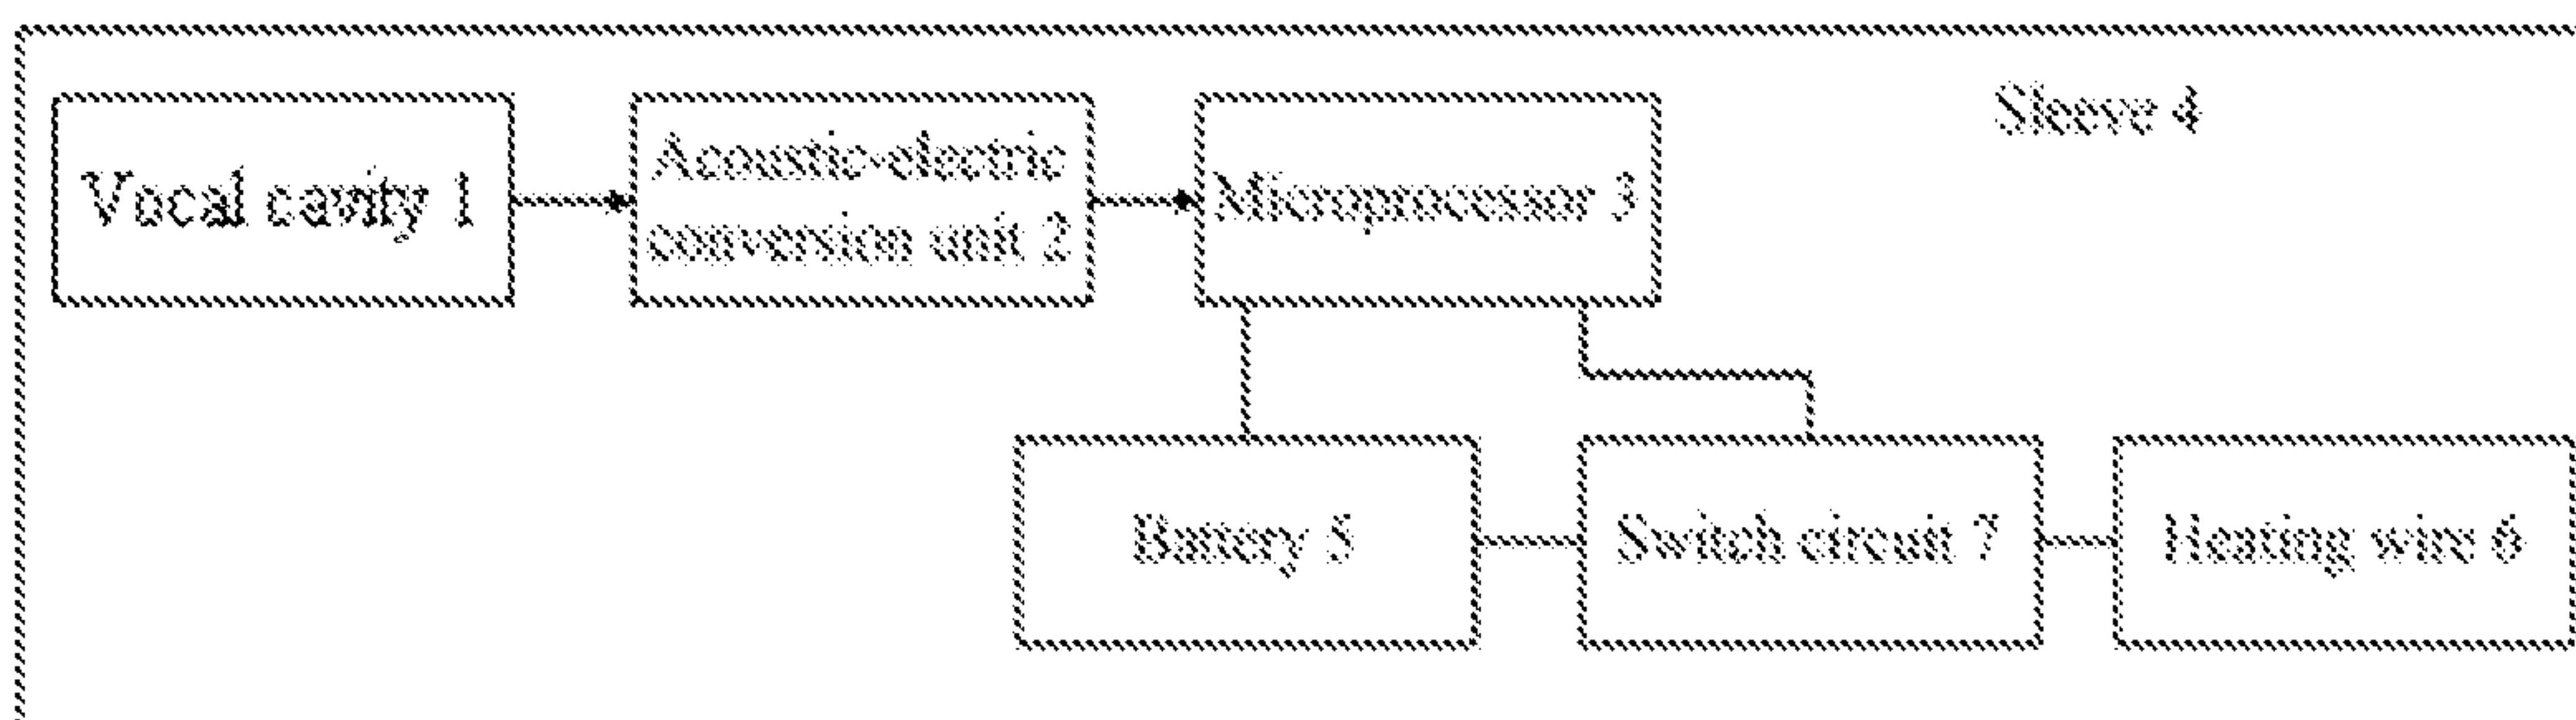 Sleeve 4
Vocal cavity 1
Acoustic-electric
conversion unit 2
Microprocessor 3
Battery 5
Switch circuit 7
Heating wire 6